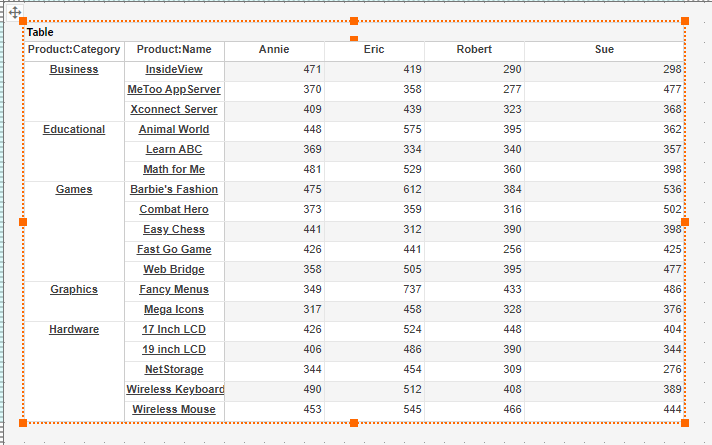 Table
Product:Category Product:Name Annie Eric Robert Sue
Business InsideView 471 419 290 298
MeToo AppServer 370 358 277 477
Xconnect Server 409 439 323 368
Educational Animal World 448 575 395 362
Learn ABC 369 334 340 357
Math for Me 481 529 360 398
Games Barbie's Fashion 475 612 384 536
Combat Hero 373 359 316 502
Easy Chess 441 312 390 398
Fast Go Game 426 441 256 425
Web Bridge 358 505 395 477
Graphics Fancy Menus 349 737 433 486
Mega Icons 317 458 328 376
Hardware 17 Inch LCD 426 524 448 404
19 inch LCD 406 486 390 344
NetStorage 344 454 309 276
Wireless Keyboard 490 512 408 389
Wireless Mouse 453 545 466 444